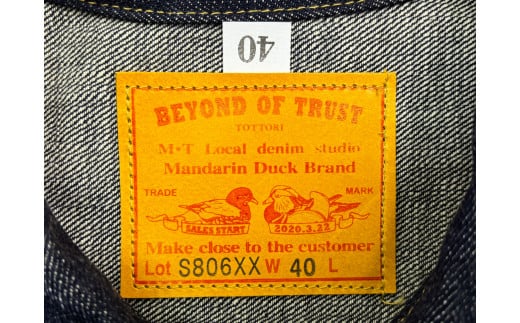 40
BEYOND OF TRUST
TOTTORI
M・T Local denim studio
Mandarin Duck Brand
TRADE MARK
SALES START 2020.3.22
Make close to the customer
Lot S806XX W 40 L